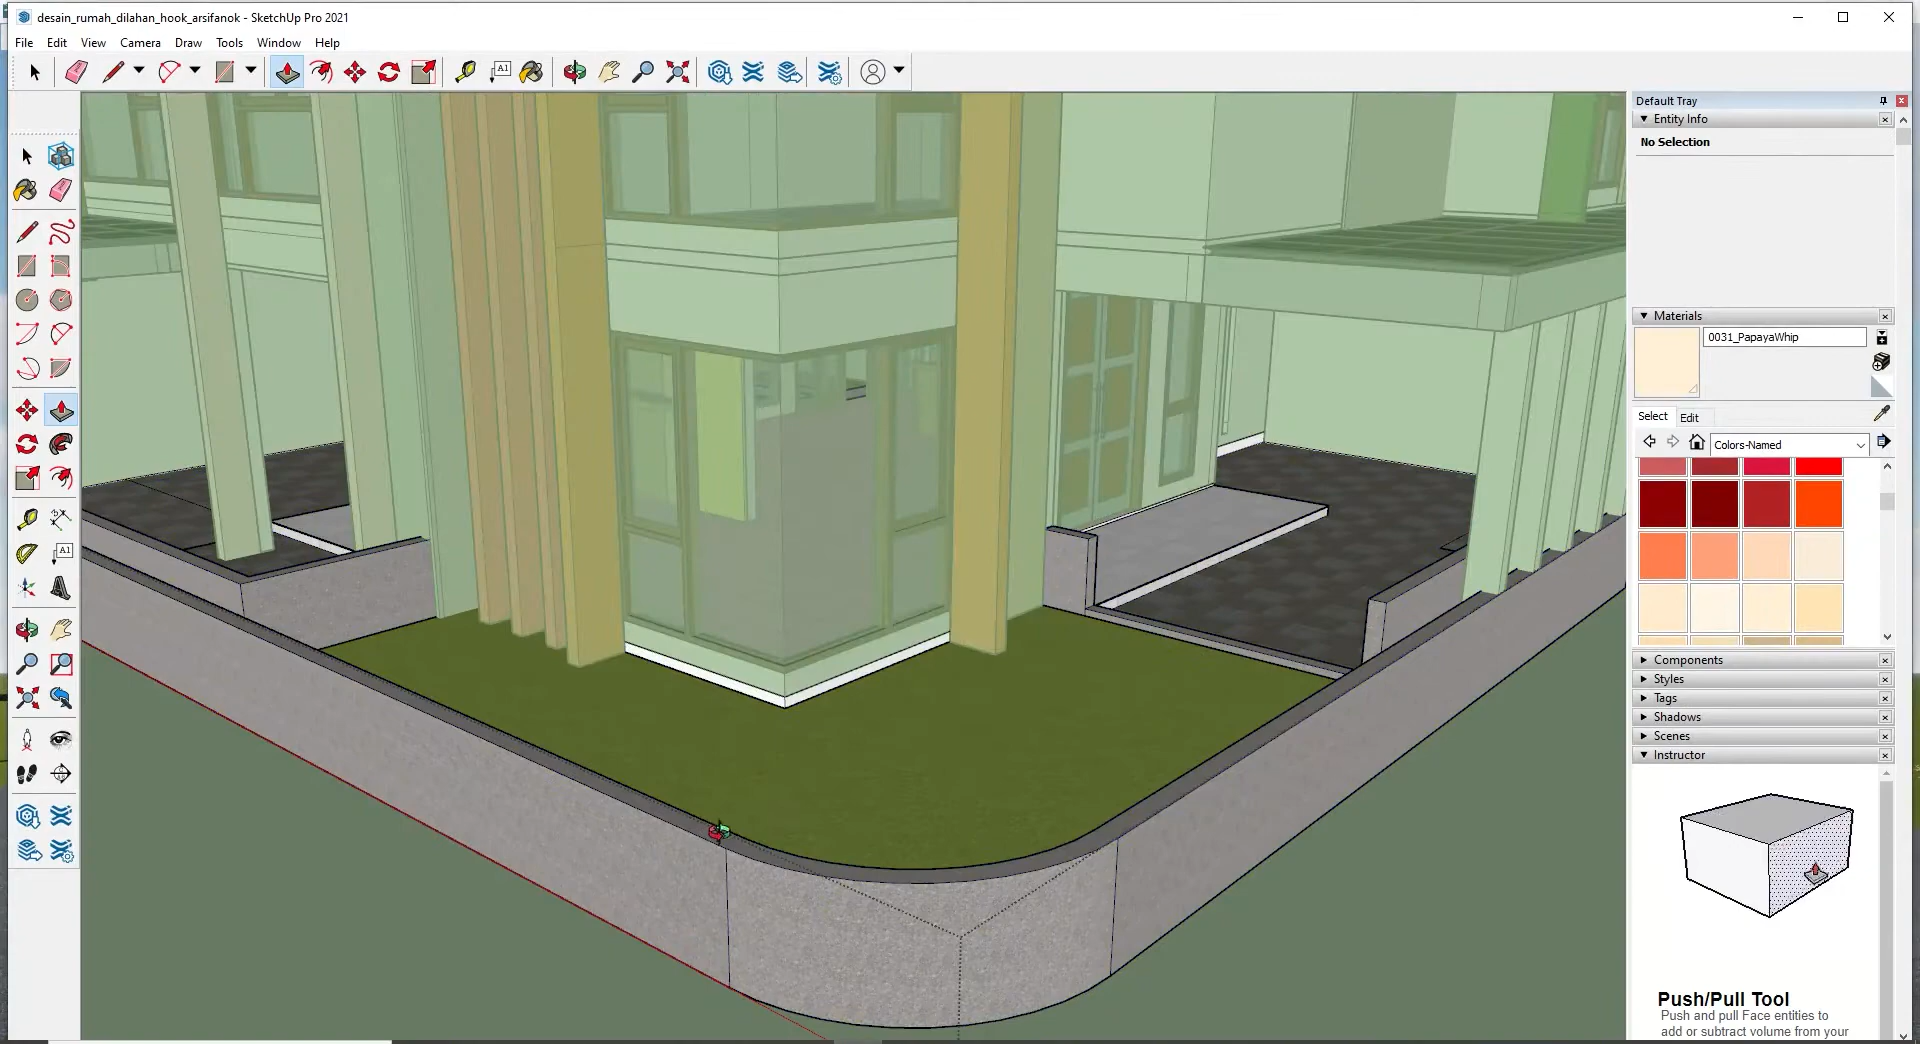 desain_rumah_dilahan_hook_arsifanok - SketchUp Pro 2021
File Edit View Camera Draw Tools Window Help
A1
Default Tray
Entity Info
No Selection
Materials
0031_PapayaWhip
Select Edit
Colors-Named
A1
Components
Styles
Tags
Shadows
Scenes
Instructor
Push/Pull Tool
Push and pull Face entities to
add or subtract volume from your